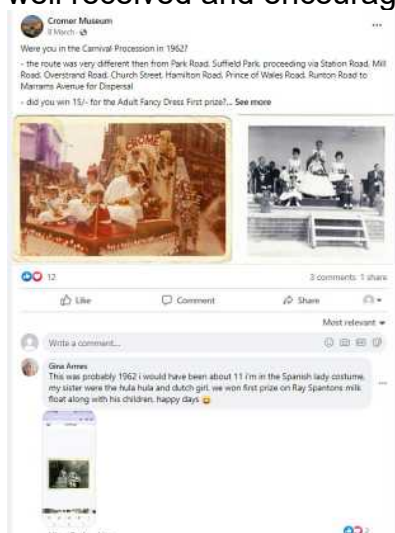 well received and encourag
Cromer Museum
8 March
Were you in the Carnival Procession in 1962?
- the route was very different then from Park Road. Suffield Park. proceeding via Station Road. Mill
Road. Overstrand Road. Church Street. Hamilton Road. Prince of Wales Road. Runton Road to
Marrams Avenue for Dispersal
- did you win 15/- for the Adult Fancy Dress First prize?... See more
CROME
12
3 comments 1 share
Like
Comment
Share
Most relevant
Write a comment...
Gina Armes
This was probably 1962 i would have been about 11 i'm in the Spanish lady costume,
my sister were the hula hula and dutch girl. we won first prize on Ray Spantons milk
float along with his children. happy days
2